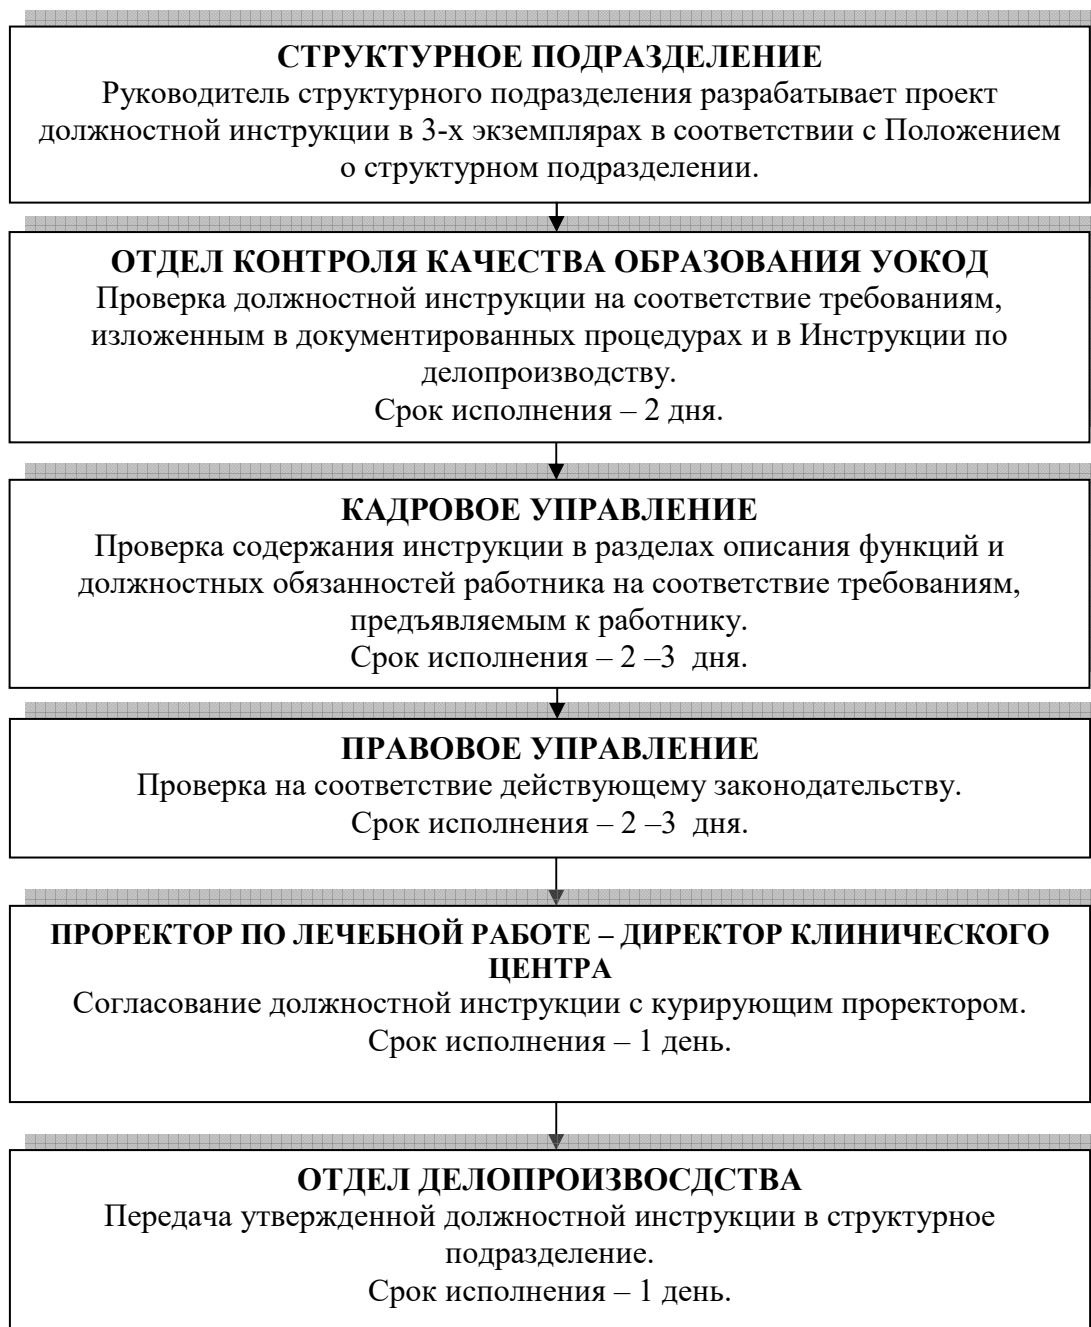 СТРУКТУРНОЕ ПОДРАЗДЕЛЕНИЕ
Руководитель структурного подразделения разрабатывает проект
должностной инструкции в 3-х экземплярах в соответствии с Положением
о структурном подразделении.
ОТДЕЛ КОНТРОЛЯ КАЧЕСТВА ОБРАЗОВАНИЯ УОКОД
Проверка должностной инструкции на соответствие требованиям,
изложенным в документированных процедурах и в Инструкции по
делопроизводству.
Срок исполнения – 2 дня.
КАДРОВОЕ УПРАВЛЕНИЕ
Проверка содержания инструкции в разделах описания функций и
должностных обязанностей работника на соответствие требованиям,
предъявляемым к работнику.
Срок исполнения – 2 –3  дня.
ПРАВОВОЕ УПРАВЛЕНИЕ
Проверка на соответствие действующему законодательству.
Срок исполнения – 2 –3  дня.
ПРОРЕКТОР ПО ЛЕЧЕБНОЙ РАБОТЕ – ДИРЕКТОР КЛИНИЧЕСКОГО
ЦЕНТРА
Согласование должностной инструкции с курирующим проректором.
Срок исполнения – 1 день.
ОТДЕЛ ДЕЛОПРОИЗВОСДСТВА
Передача утвержденной должностной инструкции в структурное
подразделение.
Срок исполнения – 1 день.